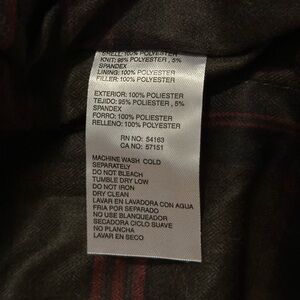 SHELL: 100% POLYESTER
KNIT: 95% POLYESTER , 5%
SPANDEX
LINING: 100% POLYESTER
FILLER: 100% POLYESTER
EXTERIOR: 100% POLIESTER
TEJIDO: 95% POLIESTER , 5%
SPANDEX
FORRO: 100% POLIESTER
RELLENO: 100% POLIESTER
RN NO: 54163
CA NO: 57151
MACHINE WASH COLD
SEPARATELY
DO NOT BLEACH
TUMBLE DRY LOW
DO NOT IRON
DRY CLEAN
LAVAR EN LAVADORA CON AGUA
FRIA POR SEPARADO
NO USE BLANQUEADOR
SECADORA CICLO SUAVE
NO PLANCHA
LAVAR EN SECO